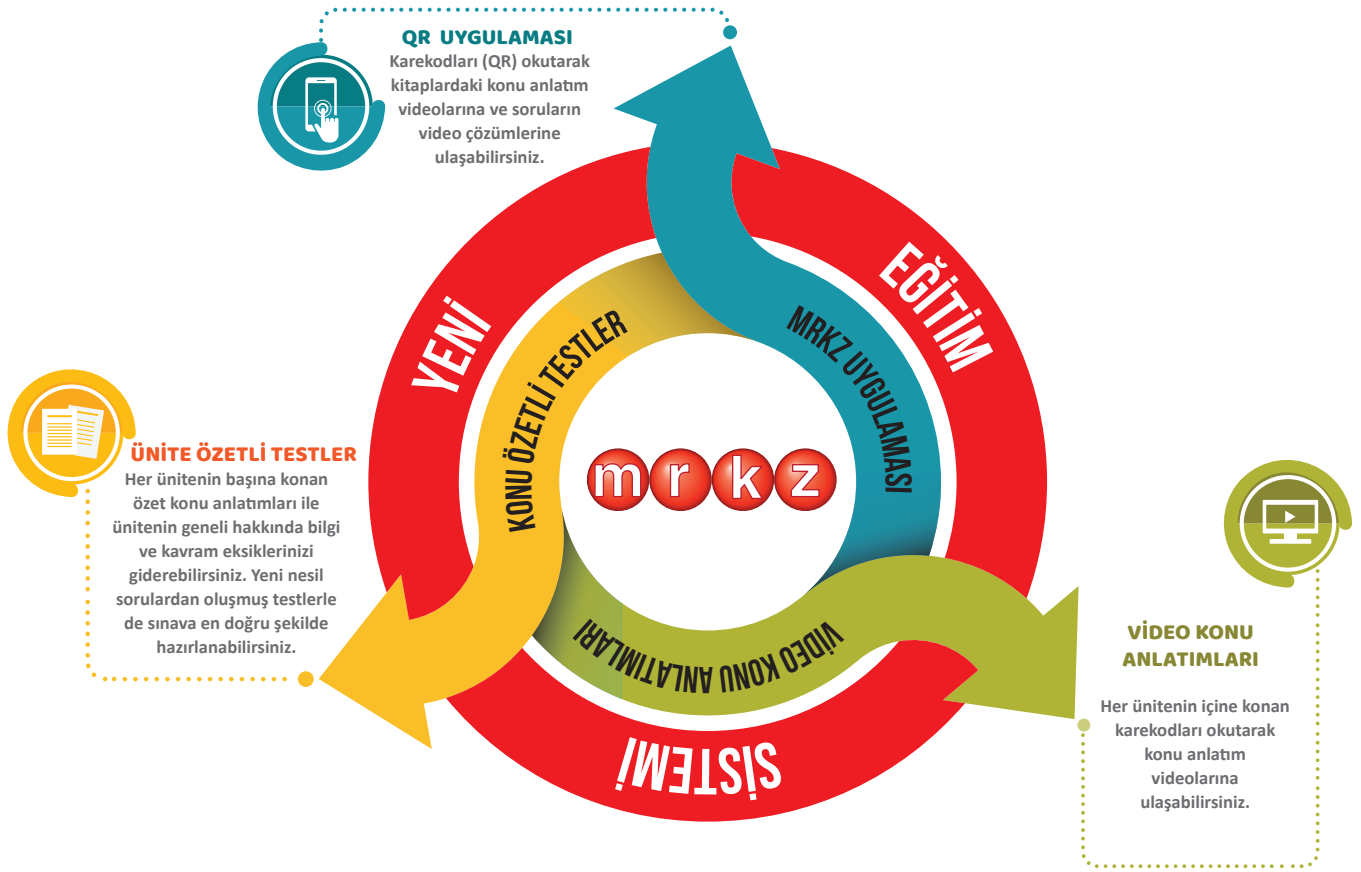 QR UYGULAMASI
Karekodları (QR) okutarak
kitaplardaki konu anlatım
videolarına ve soruların
video çözümlerine
ulaşabilirsiniz.
YENİ
EĞİTİM
SİSTEMİ
KONU ÖZETLİ TESTLER
MRKZ UYGULAMASI
VİDEO KONU ANLATIMLARI
mrkz
ÜNİTE ÖZETLİ TESTLER
Her ünitenin başına konan
özet konu anlatımları ile
ünitenin geneli hakkında bilgi
ve kavram eksiklerinizi
giderebilirsiniz. Yeni nesil
sorulardan oluşmuş testlerle
de sınava en doğru şekilde
hazırlanabilirsiniz.
VİDEO KONU
ANLATIMLARI
Her ünitenin içine konan
karekodları okutarak
konu anlatım
videolarına
ulaşabilirsiniz.